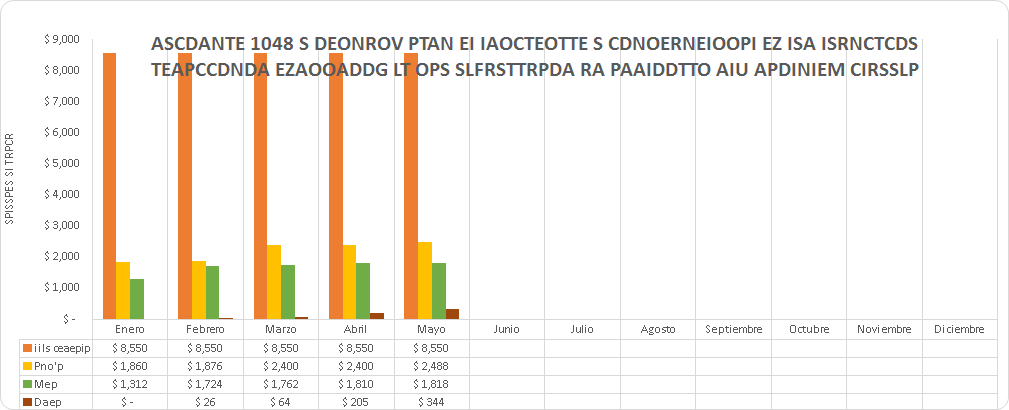 ASCDANTE 1048 S DEONROV PTAN EI IAOCTEOTTE S CDNOERNEIOOPI EZ ISA ISRNCTCDS
TEAPCCDNDA EZAOOADDG LT OPS SLFRSTTRPDA RA PAAIDDTTO AIU APDINIEM CIRSSLP
SPISSPES SI TRPCR
$ 9,000
$ 8,000
$ 7,000
$ 6,000
$ 5,000
$ 4,000
$ 3,000
$ 2,000
$ 1,000
$ -
Enero Febrero Marzo Abril Mayo Junio Julio Agosto Septiembre Octubre Noviembre Diciembre
iils œaepip $ 8,550 $ 8,550 $ 8,550 $ 8,550 $ 8,550
Pno'p $ 1,860 $ 1,876 $ 2,400 $ 2,400 $ 2,488
Mep $ 1,312 $ 1,724 $ 1,762 $ 1,810 $ 1,818
Daep $ - $ 26 $ 64 $ 205 $ 344